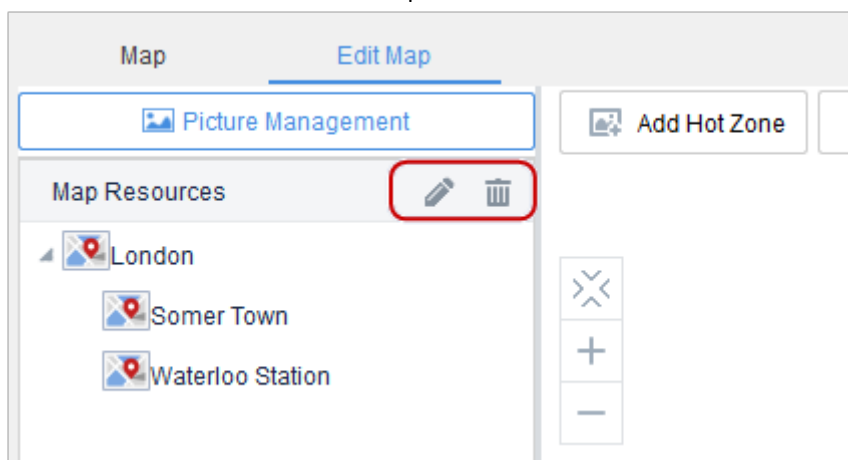 Map
Edit Map
Picture Management
Add Hot Zone
Map Resources
London
Somer Town
Waterloo Station